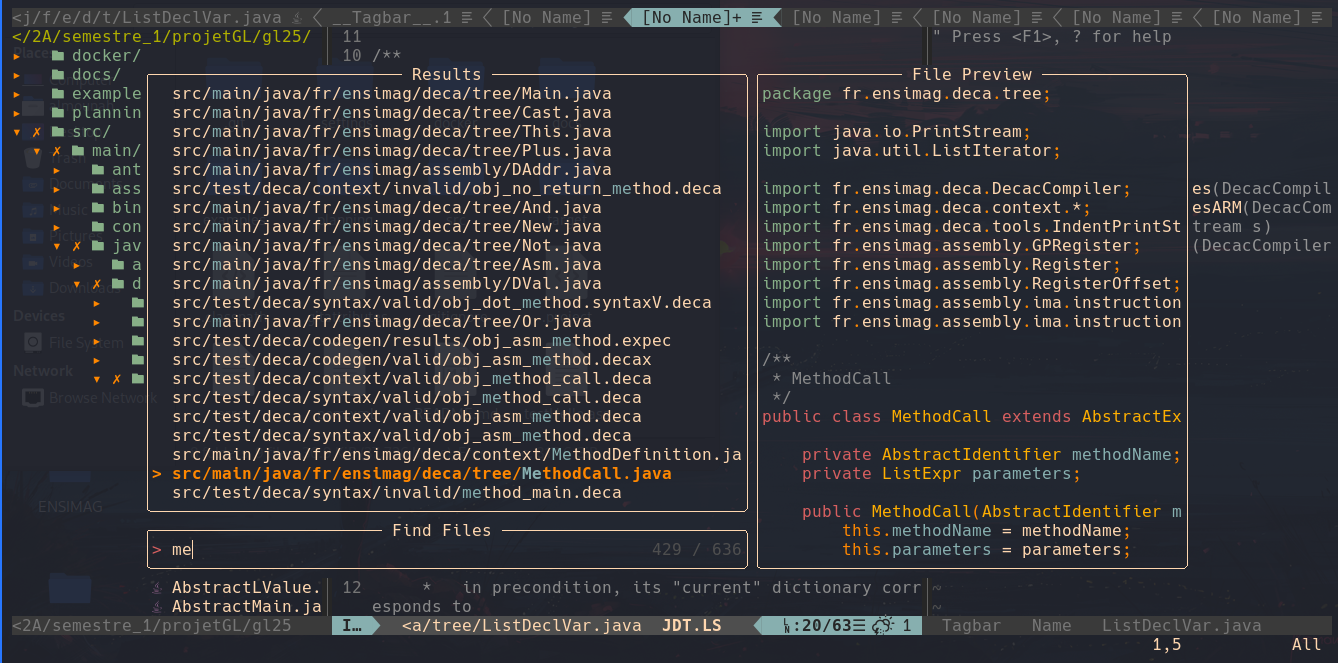 <j/f/e/d/t/ListDeclVar.java
__Tagbar__.1
[No Name]
[No Name]+
[No Name]
[No Name]
[No Name]
[No Name]
</2A/semestre_1/projetGL/gl25/
docker/
docs/
example
plannin
src/
main/
ant
ass
bin
con
jav
a
d
Devices
File System
Network
Browse Network
ENSIMAG
11
10 /**
" Press <F1>, ? for help
Results
src/main/java/fr/ensimag/deca/tree/Main.java
src/main/java/fr/ensimag/deca/tree/Cast.java
src/main/java/fr/ensimag/deca/tree/This.java
src/main/java/fr/ensimag/deca/tree/Plus.java
src/main/java/fr/ensimag/assembly/DAddr.java
src/test/deca/context/invalid/obj_no_return_method.deca
src/main/java/fr/ensimag/deca/tree/And.java
src/main/java/fr/ensimag/deca/tree/New.java
src/main/java/fr/ensimag/deca/tree/Not.java
src/main/java/fr/ensimag/deca/tree/Asm.java
src/main/java/fr/ensimag/assembly/DVal.java
src/test/deca/syntax/valid/obj_dot_method.syntaxV.deca
src/main/java/fr/ensimag/deca/tree/Or.java
src/test/deca/codegen/results/obj_asm_method.expec
src/test/deca/codegen/valid/obj_asm_method.decax
src/test/deca/context/valid/obj_method_call.deca
src/test/deca/syntax/valid/obj_method_call.deca
src/test/deca/context/valid/obj_asm_method.deca
src/test/deca/syntax/valid/obj_asm_method.deca
src/main/java/fr/ensimag/deca/context/MethodDefinition.ja
> src/main/java/fr/ensimag/deca/tree/MethodCall.java
src/test/deca/syntax/invalid/method_main.deca
Find Files
> me
429 / 636
File Preview
package fr.ensimag.deca.tree;
import java.io.PrintStream;
import java.util.ListIterator;
import fr.ensimag.deca.DecacCompiler;
import fr.ensimag.deca.context.*;
import fr.ensimag.deca.tools.IndentPrintSt
import fr.ensimag.assembly.GPRegister;
import fr.ensimag.assembly.Register;
import fr.ensimag.assembly.RegisterOffset;
import fr.ensimag.assembly.ima.instruction
import fr.ensimag.assembly.ima.instruction
/**
* MethodCall
*/
public class MethodCall extends AbstractEx
private AbstractIdentifier methodName;
private ListExpr parameters;
public MethodCall(AbstractIdentifier m
this.methodName = methodName;
this.parameters = parameters;
es(DecacCompil
esARM(DecacCom
tream s)
(DecacCompiler
AbstractLValue.
AbstractMain.ja
12 * in precondition, its "current" dictionary corr
esponds to
~
~
<2A/semestre_1/projetGL/gl25
I…
<a/tree/ListDeclVar.java
JDT.LS
:20/63
1
Tagbar
Name
ListDeclVar.java
1,5
All